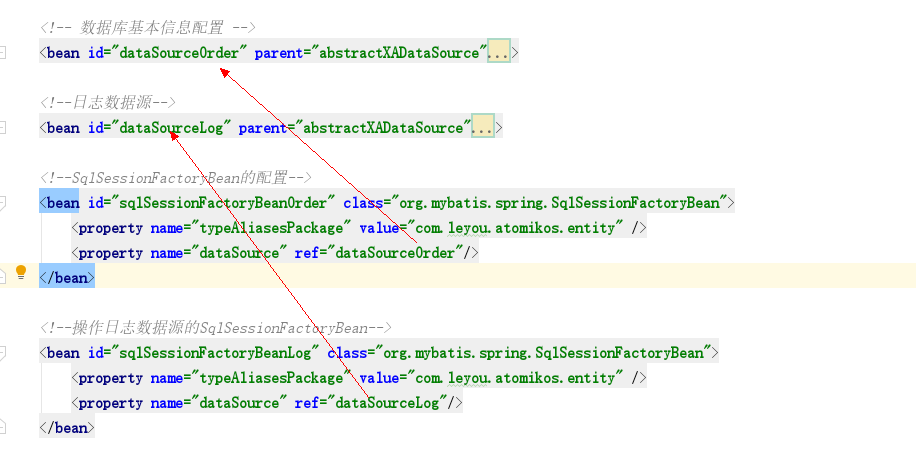 <!-- 数据库基本信息配置 -->
<bean id="dataSourceOrder" parent="abstractXADataSource"...>
<!--日志数据源-->
<bean id="dataSourceLog" parent="abstractXADataSource"...>
<!--SqlSessionFactoryBean的配置-->
<bean id="sqlSessionFactoryBeanOrder" class="org.mybatis.spring.SqlSessionFactoryBean">
<property name="typeAliasesPackage" value="com.leyou.atomikos.entity" />
<property name="dataSource" ref="dataSourceOrder"/>
</bean>
<!--操作日志数据源的SqlSessionFactoryBean-->
<bean id="sqlSessionFactoryBeanLog" class="org.mybatis.spring.SqlSessionFactoryBean">
<property name="typeAliasesPackage" value="com.leyou.atomikos.entity" />
<property name="dataSource" ref="dataSourceLog"/>
</bean>